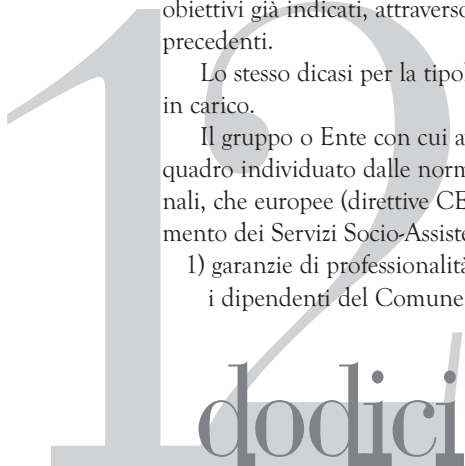 obiettivi già indicati, attraverso
precedenti.
Lo stesso dicasi per la tipol
in carico.
Il gruppo o Ente con cui a
quadro individuato dalle norm
nali, che europee (direttive CE
mento dei Servizi Socio-Assiste
1) garanzie di professionalità
i dipendenti del Comune
12
dodici